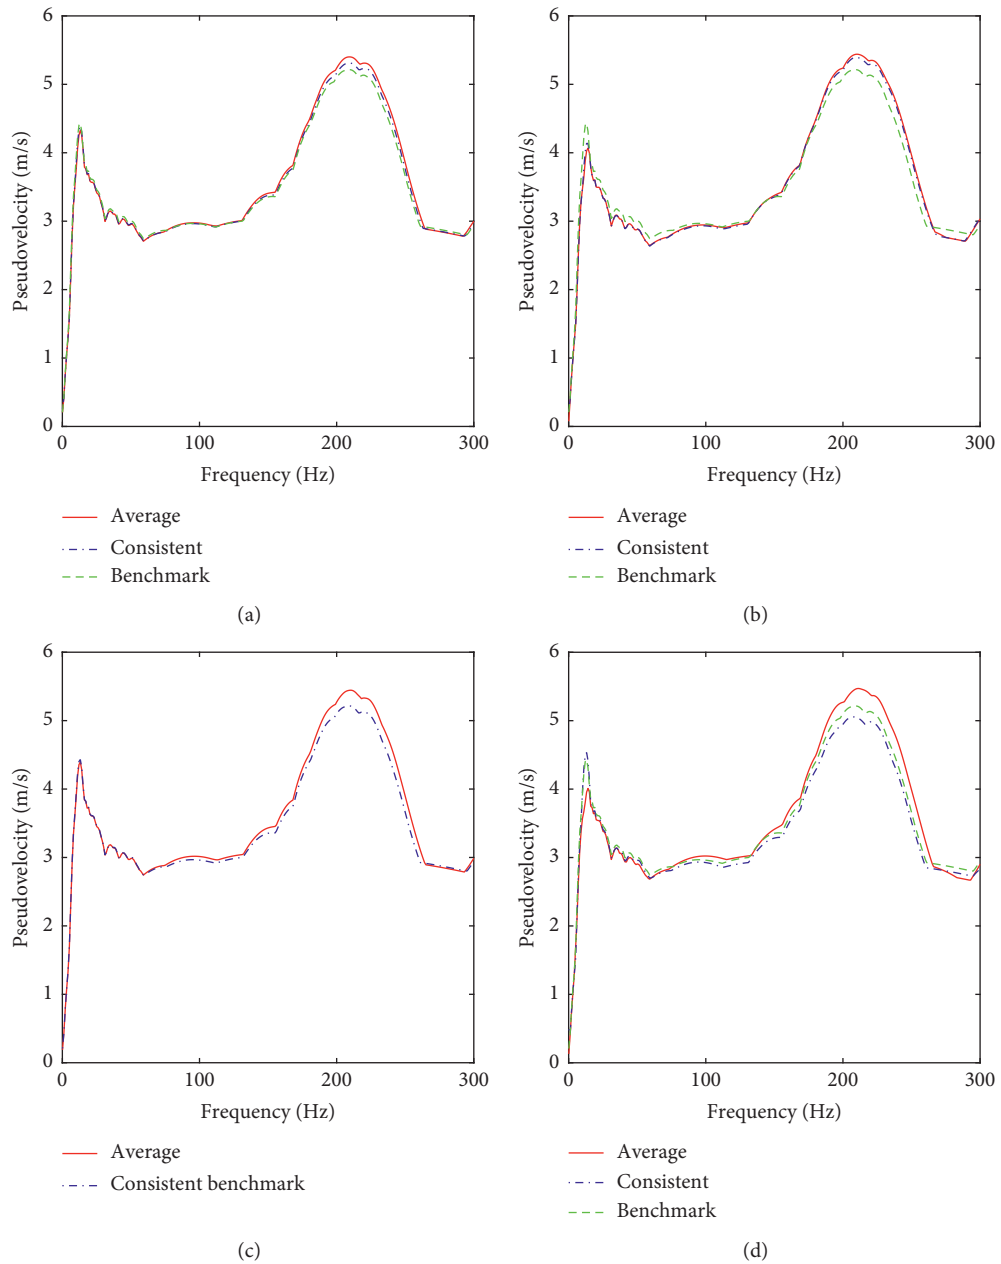 6
5
4
3
2
1
0
Pseudovelocity (m/s)
0 100 200 300
Frequency (Hz)
Average
Consistent
Benchmark
(a)
6
5
4
3
2
1
0
Pseudovelocity (m/s)
0 100 200 300
Frequency (Hz)
Average
Consistent
Benchmark
(b)
6
5
4
3
2
1
0
Pseudovelocity (m/s)
0 100 200 300
Frequency (Hz)
Average
Consistent benchmark
(c)
6
5
4
3
2
1
0
Pseudovelocity (m/s)
0 100 200 300
Frequency (Hz)
Average
Consistent
Benchmark
(d)